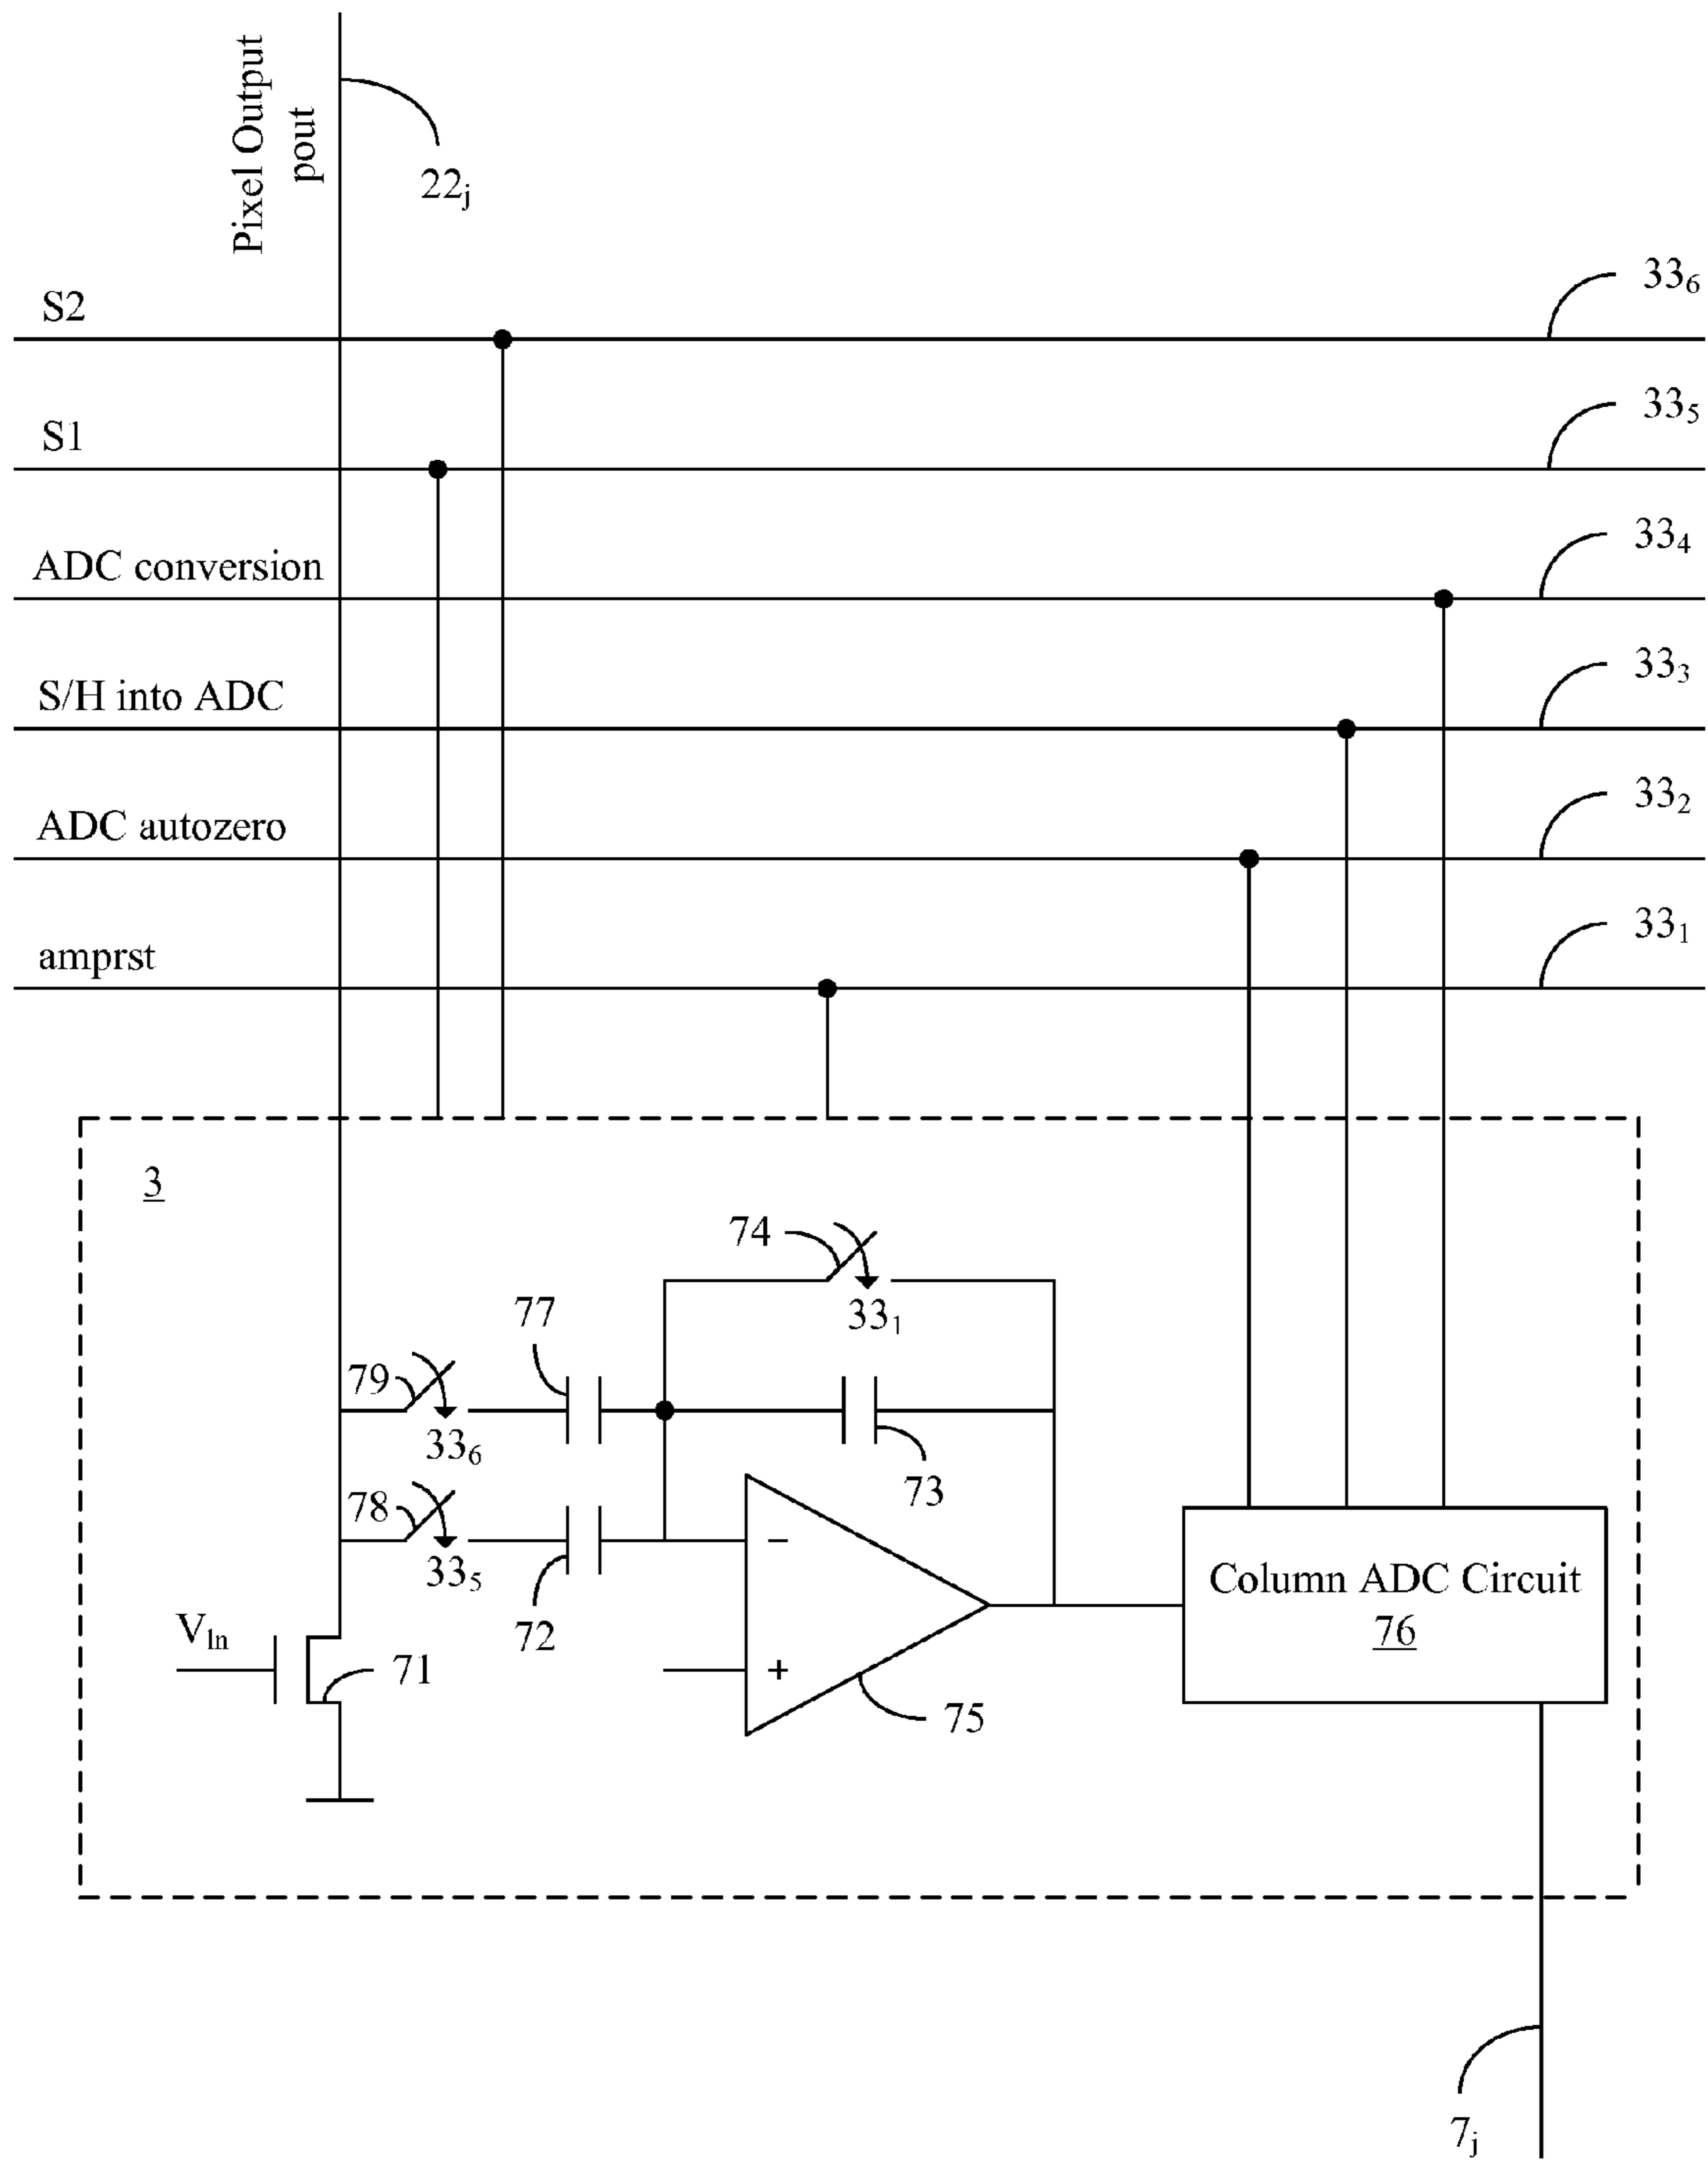 Pixel Output
pout
22j
S2
336
S1
335
ADC conversion
334
S/H into ADC
333
ADC autozero
332
amprst
331
3
74
331
77
79
336
73
78
335
72
Vln
71
−
+
75
Column ADC Circuit
76
7j